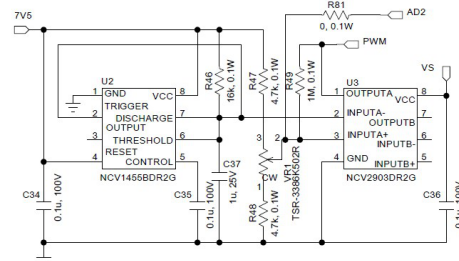 7V5
R81
0, 0.1W
AD2
PWM
VS
R46
16k, 0.1W
R47
4.7k, 0.1W
R49
1M, 0.1W
U2
1 GND VCC 8
2 TRIGGER DISCHARGE 7
3 OUTPUT THRESHOLD 6
4 RESET CONTROL 5
NCV1455BDR2G
U3
1 OUTPUTA VCC 8
2 INPUTA- OUTPUTB 7
3 INPUTA+ INPUTB- 6
4 GND INPUTB+ 5
NCV2903DR2G
C37
1u, 25V
3
2
CW
1
VR1
TSR-3386K502R
R48
4.7k, 0.1W
C34
0.1u, 100V
C35
0.1u, 100V
C36
0.1u, 100V